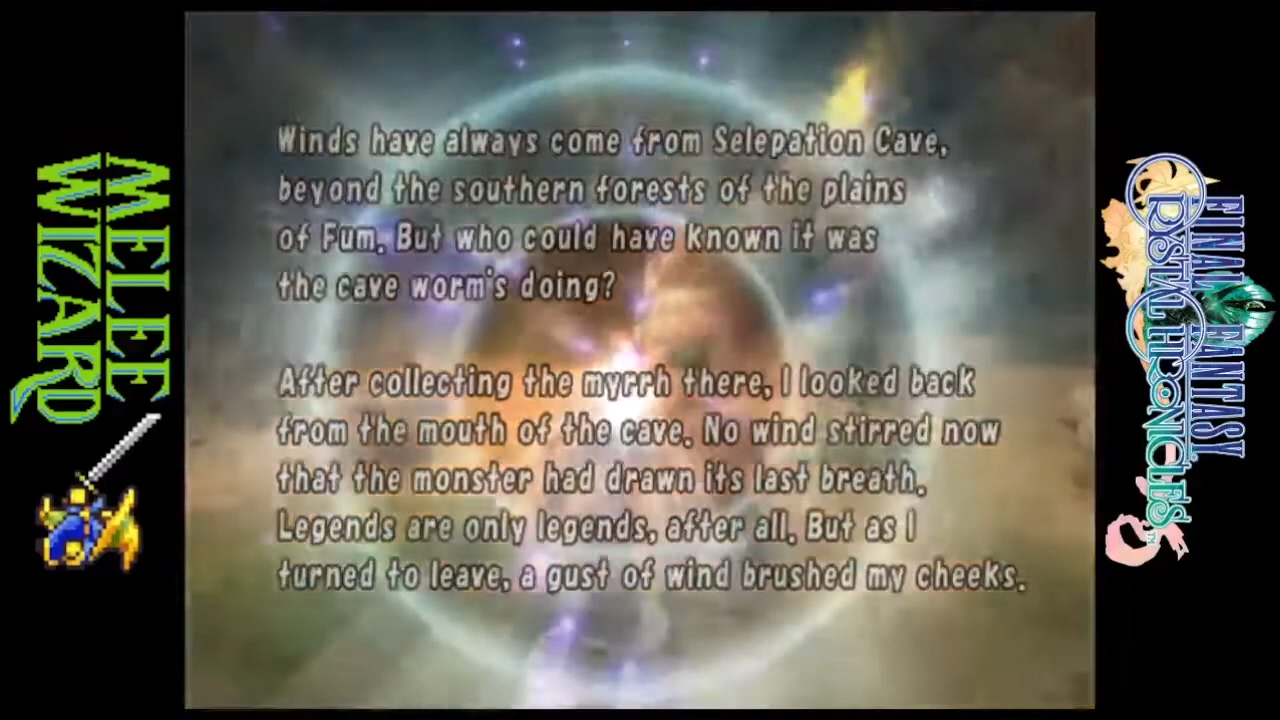 MELEE
WIZARD
Winds have always come from Selepation Cave,
beyond the southern forests of the plains
of Fum. But who could have known it was
the cave worm's doing?
After collecting the myrrh there, I looked back
from the mouth of the cave. No wind stirred now
that the monster had drawn its last breath.
Legends are only legends, after all. But as I
turned to leave, a gust of wind brushed my cheeks.
FINAL FANTASY
CRYSTAL CHRONICLES™